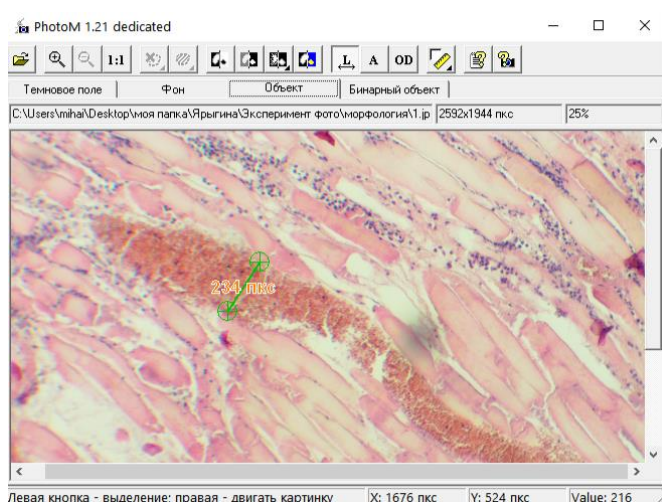 PhotoM 1.21 dedicated
1:1 L A OD
Темновое поле Фон Объект Бинарный объект
C:\Users\mihai\Desktop\моя папка\Ярыгина\Эксперимент фото\морфология\1.jp 2592x1944 пкс 25%
234 пкс
Левая кнопка - выделение; правая - двигать картинку X: 1676 пкс Y: 524 пкс Value: 216